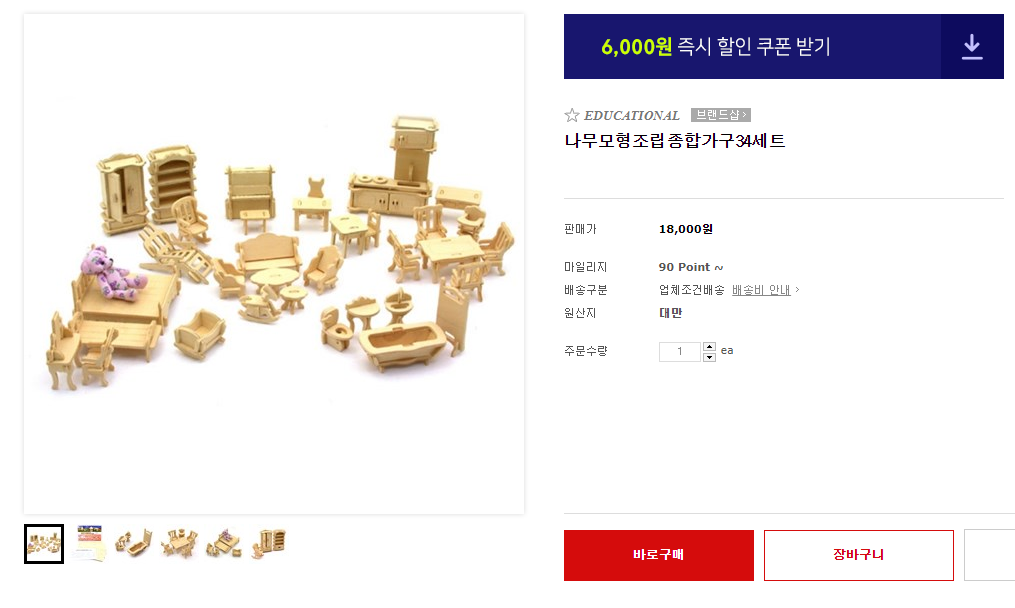 6,000원 즉시 할인 쿠폰 받기
EDUCATIONAL 브랜드샵
나무모형조립종합가구34세트
판매가 18,000원
마일리지 90 Point ~
배송구분 업체조건배송 배송비 안내
원산지 대만
주문수량 1 ea
바로구매 장바구니